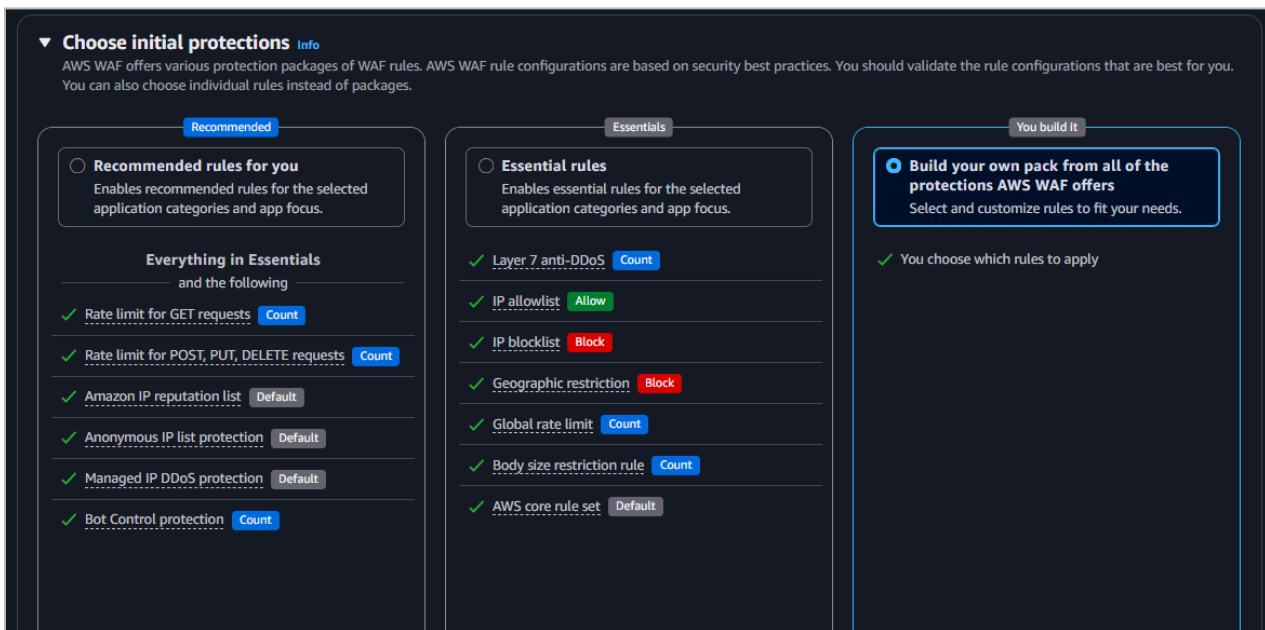 Choose initial protections Info
AWS WAF offers various protection packages of WAF rules. AWS WAF rule configurations are based on security best practices. You should validate the rule configurations that are best for you.
You can also choose individual rules instead of packages.
Recommended
Recommended rules for you
Enables recommended rules for the selected
application categories and app focus.
Everything in Essentials
and the following
Rate limit for GET requests Count
Rate limit for POST, PUT, DELETE requests Count
Amazon IP reputation list Default
Anonymous IP list protection Default
Managed IP DDoS protection Default
Bot Control protection Count
Essentials
Essential rules
Enables essential rules for the selected
application categories and app focus.
Layer 7 anti-DDoS Count
IP allowlist Allow
IP blocklist Block
Geographic restriction Block
Global rate limit Count
Body size restriction rule Count
AWS core rule set Default
You build it
Build your own pack from all of the
protections AWS WAF offers
Select and customize rules to fit your needs.
You choose which rules to apply